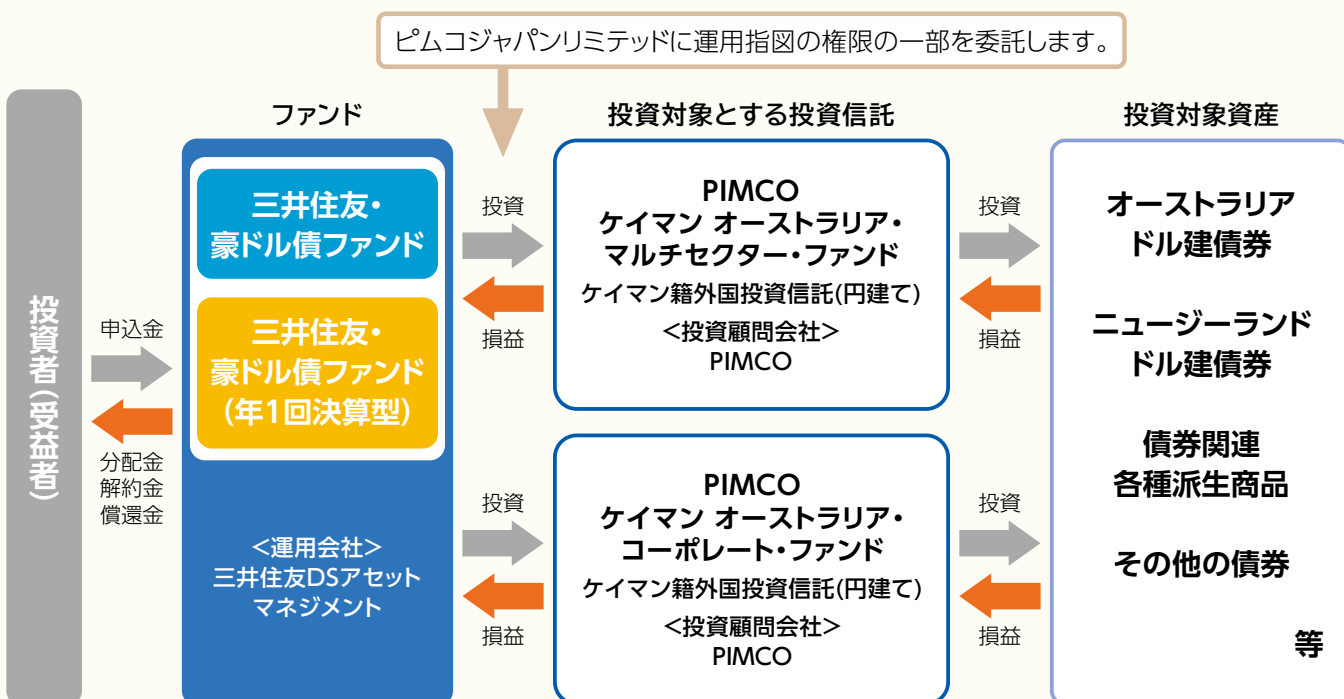 ピムコジャパンリミテッドに運用指図の権限の一部を委託します。
投資者(受益者)
申込金
分配金
解約金
償還金
ファンド
三井住友・
豪ドル債ファンド
三井住友・
豪ドル債ファンド
(年1回決算型)
<運用会社>
三井住友DSアセット
マネジメント
投資
損益
投資
損益
投資対象とする投資信託
PIMCO
ケイマン オーストラリア・
マルチセクター・ファンド
ケイマン籍外国投資信託(円建て)
<投資顧問会社>
PIMCO
PIMCO
ケイマン オーストラリア・
コーポレート・ファンド
ケイマン籍外国投資信託(円建て)
<投資顧問会社>
PIMCO
投資
損益
投資
損益
投資対象資産
オーストラリア
ドル建債券
ニュージーランド
ドル建債券
債券関連
各種派生商品
その他の債券
等